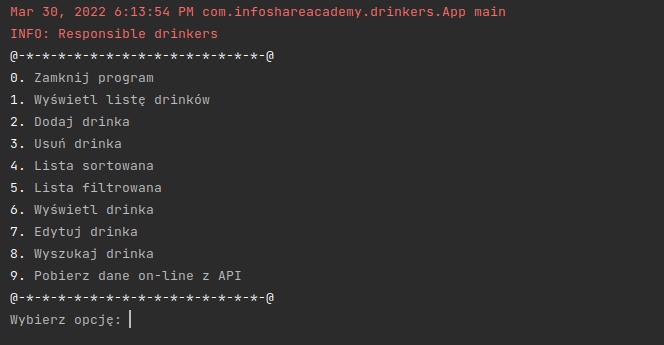 Mar 30, 2022 6:13:54 PM com.infoshareacademy.drinkers.App main
INFO: Responsible drinkers
@-*-*-*-*-*-*-*-*-*-*-*-*-*-*-*-@
0. Zamknij program
1. Wyświetl listę drinków
2. Dodaj drinka
3. Usuń drinka
4. Lista sortowana
5. Lista filtrowana
6. Wyświetl drinka
7. Edytuj drinka
8. Wyszukaj drinka
9. Pobierz dane on-line z API
@-*-*-*-*-*-*-*-*-*-*-*-*-*-*-*-@
Wybierz opcję: